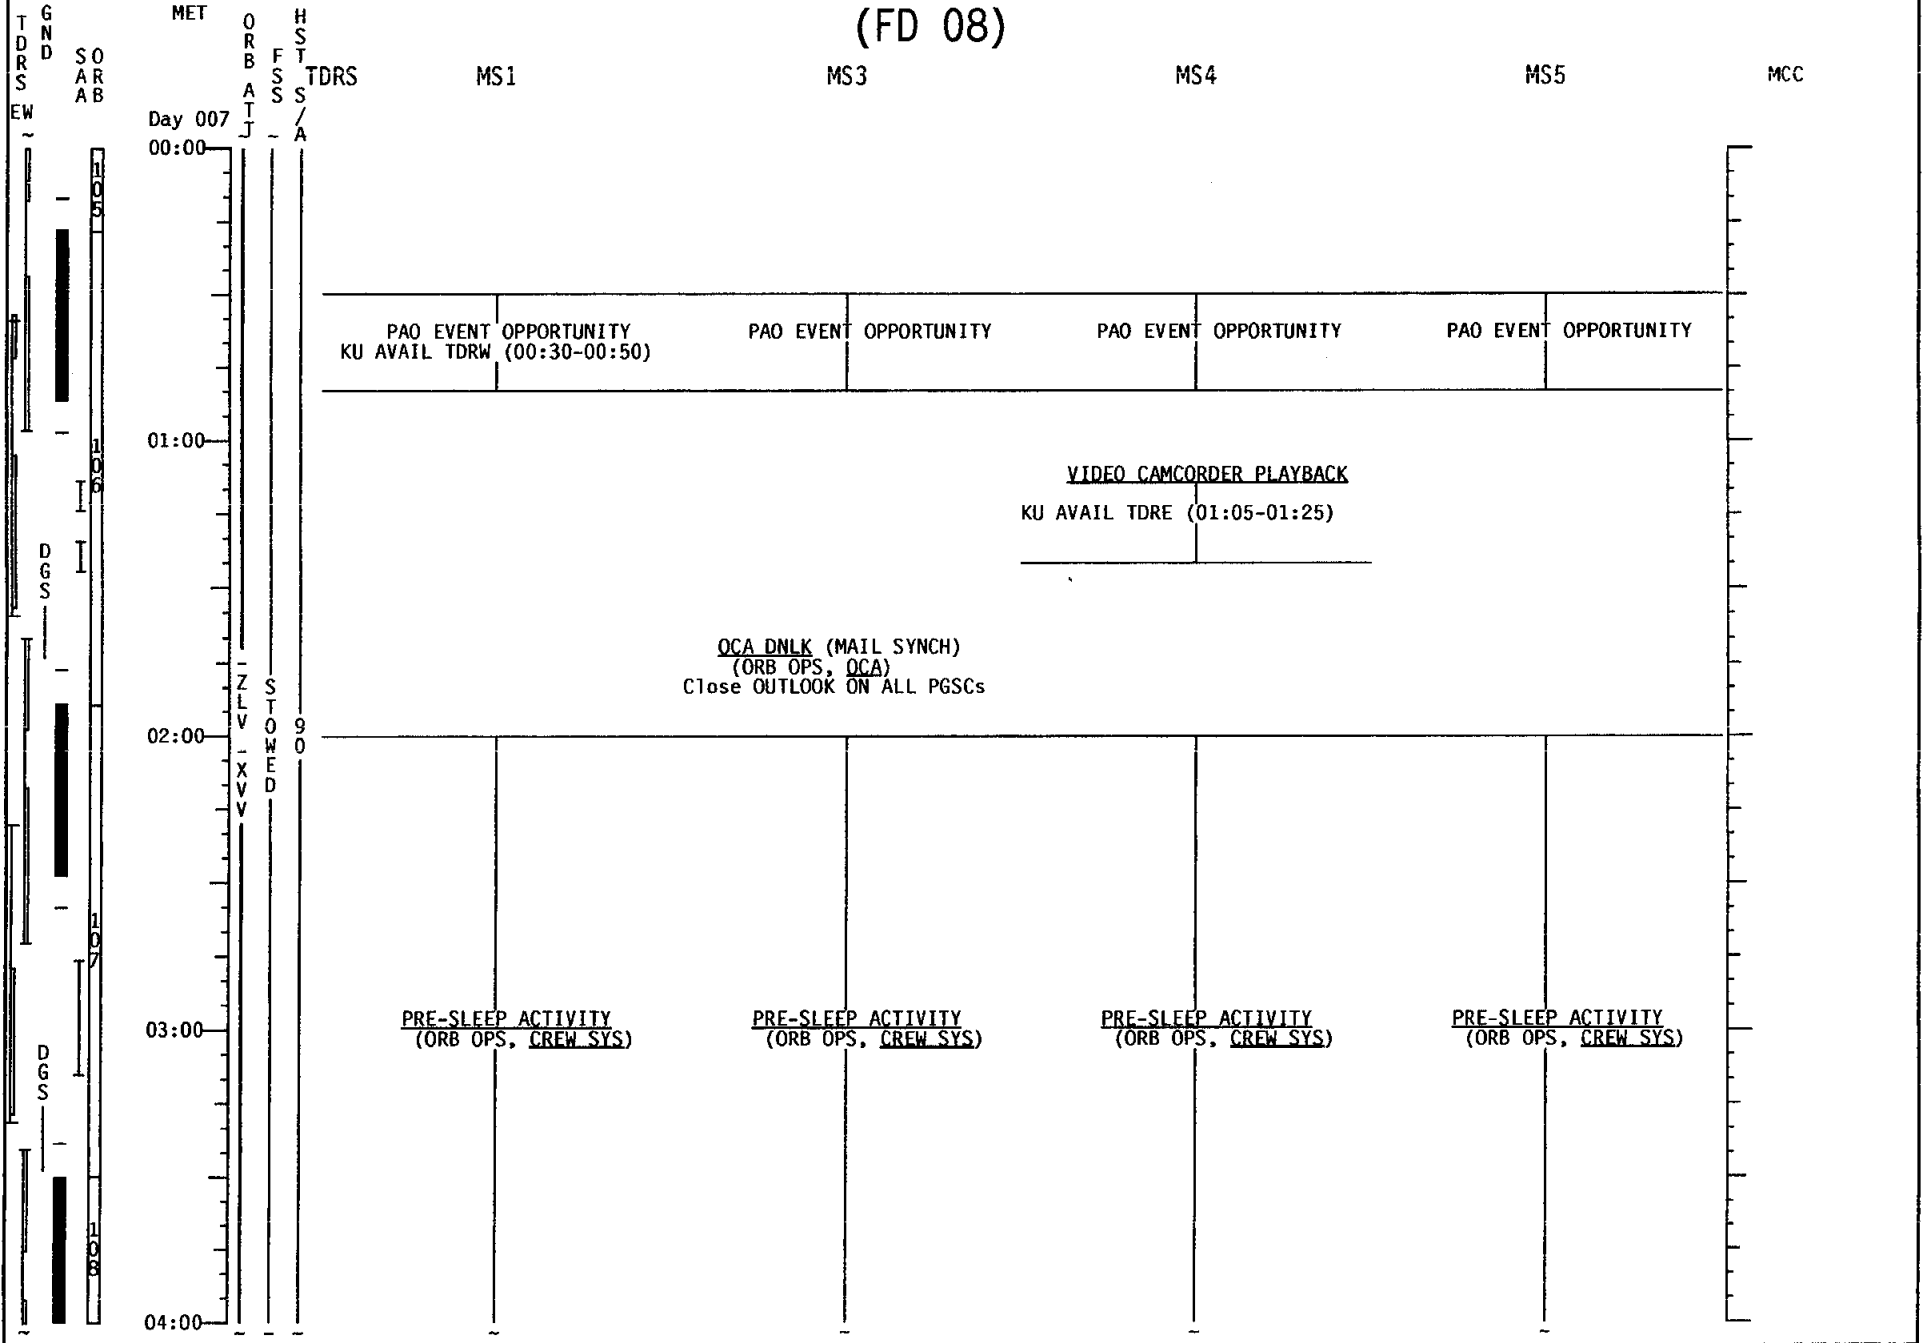 (FD 08)
TDRS
EW
GND
SAA
ORB
MET
ORB ATT
FSS
HST S/A
TDRS
MS1
MS3
MS4
MS5
MCC
Day 007
00:00
105
PAO EVENT OPPORTUNITY
KU AVAIL TDRW (00:30-00:50)
PAO EVENT OPPORTUNITY
PAO EVENT OPPORTUNITY
PAO EVENT OPPORTUNITY
01:00
106
VIDEO CAMCORDER PLAYBACK
KU AVAIL TDRE (01:05-01:25)
DGS
OCA DNLK (MAIL SYNCH)
(ORB OPS, OCA)
Close OUTLOOK ON ALL PGSCs
-ZLV -XVV
STOWED
90
02:00
107
PRE-SLEEP ACTIVITY
(ORB OPS, CREW SYS)
PRE-SLEEP ACTIVITY
(ORB OPS, CREW SYS)
PRE-SLEEP ACTIVITY
(ORB OPS, CREW SYS)
PRE-SLEEP ACTIVITY
(ORB OPS, CREW SYS)
03:00
DGS
108
04:00